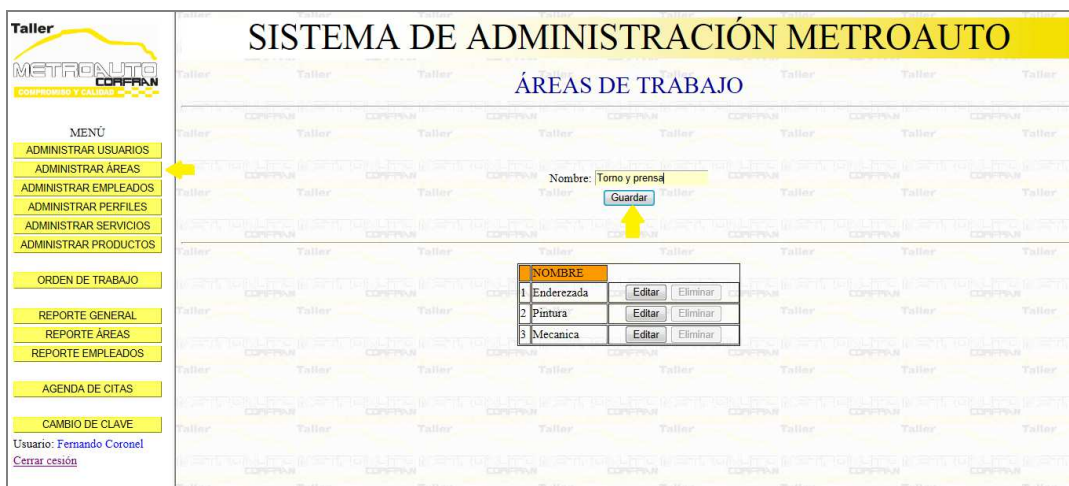 Taller
METROAUTO
CORFRAN
COMPROMISO Y CALIDAD
MENÚ
ADMINISTRAR USUARIOS
ADMINISTRAR ÁREAS
ADMINISTRAR EMPLEADOS
ADMINISTRAR PERFILES
ADMINISTRAR SERVICIOS
ADMINISTRAR PRODUCTOS
ORDEN DE TRABAJO
REPORTE GENERAL
REPORTE ÁREAS
REPORTE EMPLEADOS
AGENDA DE CITAS
CAMBIO DE CLAVE
Usuario: Fernando Coronel
Cerrar cesión
SISTEMA DE ADMINISTRACIÓN METROAUTO
ÁREAS DE TRABAJO
Nombre: Torno y prensa
Guardar
NOMBRE
1 Enderezada Editar Eliminar
2 Pintura Editar Eliminar
3 Mecanica Editar Eliminar